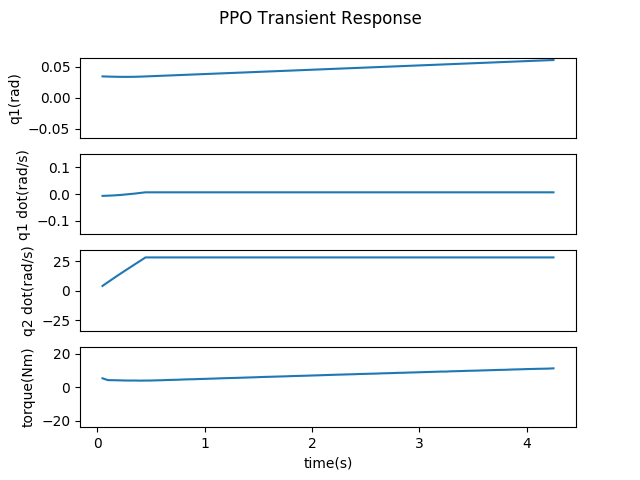 PPO Transient Response
q1(rad)
0.05
0.00
−0.05
q1 dot(rad/s)
0.1
0.0
−0.1
q2 dot(rad/s)
25
0
−25
torque(Nm)
20
0
−20
0 1 2 3 4
time(s)